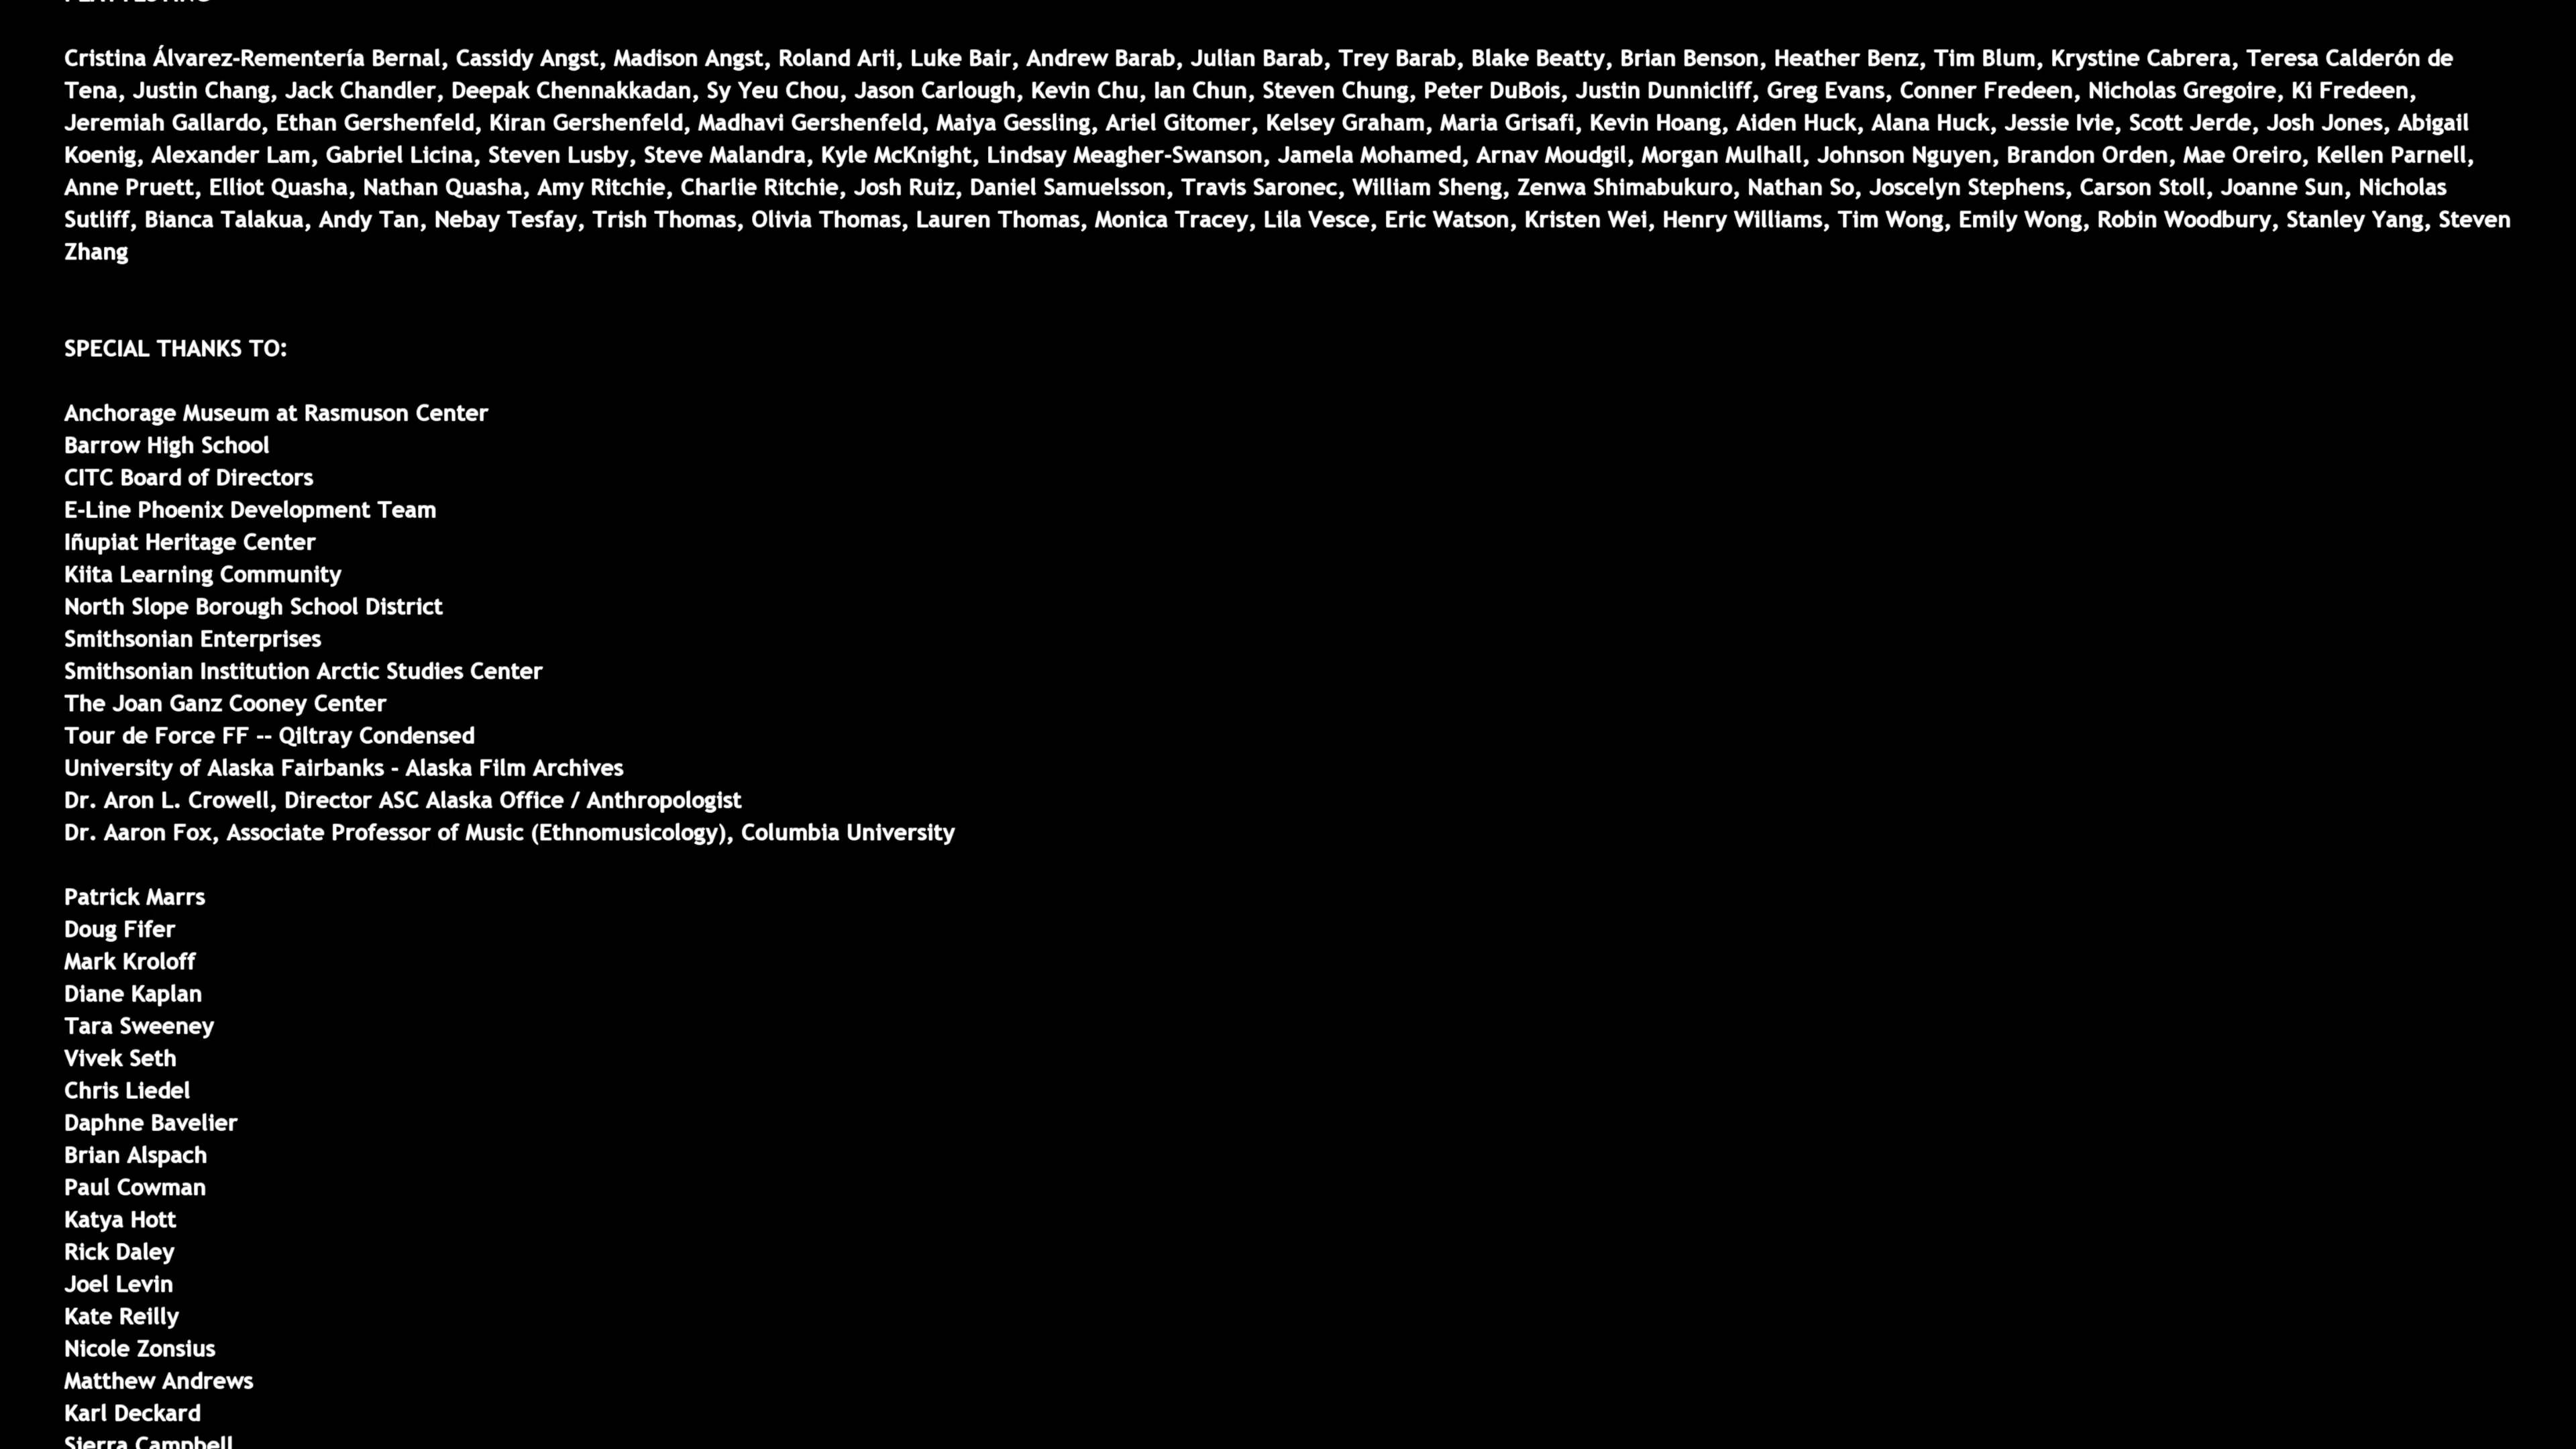 PLAYTESTING
Cristina Álvarez-Rementería Bernal, Cassidy Angst, Madison Angst, Roland Arii, Luke Bair, Andrew Barab, Julian Barab, Trey Barab, Blake Beatty, Brian Benson, Heather Benz, Tim Blum, Krystine Cabrera, Teresa Calderón de
Tena, Justin Chang, Jack Chandler, Deepak Chennakkadan, Sy Yeu Chou, Jason Carlough, Kevin Chu, Ian Chun, Steven Chung, Peter DuBois, Justin Dunnicliff, Greg Evans, Conner Fredeen, Nicholas Gregoire, Ki Fredeen,
Jeremiah Gallardo, Ethan Gershenfeld, Kiran Gershenfeld, Madhavi Gershenfeld, Maiya Gessling, Ariel Gitomer, Kelsey Graham, Maria Grisafi, Kevin Hoang, Aiden Huck, Alana Huck, Jessie Ivie, Scott Jerde, Josh Jones, Abigail
Koenig, Alexander Lam, Gabriel Licina, Steven Lusby, Steve Malandra, Kyle McKnight, Lindsay Meagher-Swanson, Jamela Mohamed, Arnav Moudgil, Morgan Mulhall, Johnson Nguyen, Brandon Orden, Mae Oreiro, Kellen Parnell,
Anne Pruett, Elliot Quasha, Nathan Quasha, Amy Ritchie, Charlie Ritchie, Josh Ruiz, Daniel Samuelsson, Travis Saronec, William Sheng, Zenwa Shimabukuro, Nathan So, Joscelyn Stephens, Carson Stoll, Joanne Sun, Nicholas
Sutliff, Bianca Talakua, Andy Tan, Nebay Tesfay, Trish Thomas, Olivia Thomas, Lauren Thomas, Monica Tracey, Lila Vesce, Eric Watson, Kristen Wei, Henry Williams, Tim Wong, Emily Wong, Robin Woodbury, Stanley Yang, Steven
Zhang
SPECIAL THANKS TO:
Anchorage Museum at Rasmuson Center
Barrow High School
CITC Board of Directors
E-Line Phoenix Development Team
Iñupiat Heritage Center
Kiita Learning Community
North Slope Borough School District
Smithsonian Enterprises
Smithsonian Institution Arctic Studies Center
The Joan Ganz Cooney Center
Tour de Force FF -- Qiltray Condensed
University of Alaska Fairbanks - Alaska Film Archives
Dr. Aron L. Crowell, Director ASC Alaska Office / Anthropologist
Dr. Aaron Fox, Associate Professor of Music (Ethnomusicology), Columbia University
Patrick Marrs
Doug Fifer
Mark Kroloff
Diane Kaplan
Tara Sweeney
Vivek Seth
Chris Liedel
Daphne Bavelier
Brian Alspach
Paul Cowman
Katya Hott
Rick Daley
Joel Levin
Kate Reilly
Nicole Zonsius
Matthew Andrews
Karl Deckard
Sierra Campbell